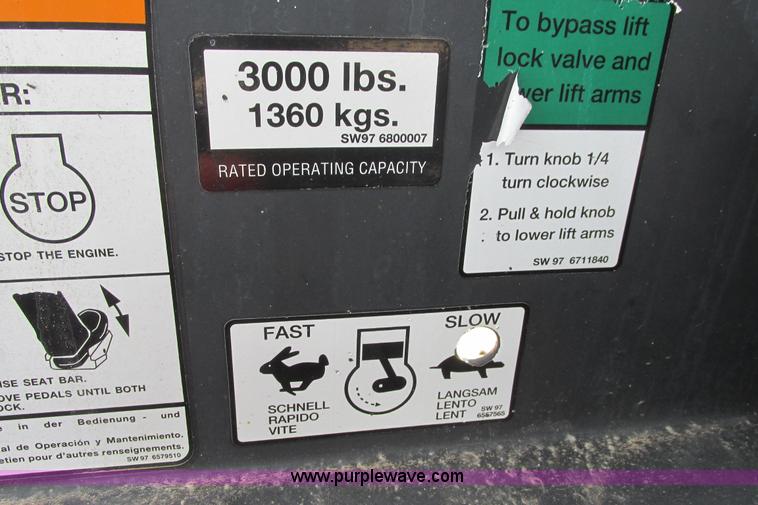 R:
STOP
STOP THE ENGINE.
SEAT BAR.
PEDALS UNTIL BOTH
in der Bedienung - und
de Operación y Mantenimiento.
pour d'autres renseignements.
SW 97 6579510
3000 lbs.
1360 kgs.
SW97 6800007
RATED OPERATING CAPACITY
To bypass lift
lock valve and
wer lift arms
1. Turn knob 1/4
turn clockwise
2. Pull & hold knob
to lower lift arms
SW 97 6711840
FAST
SCHNELL
RAPIDO
VITE
SLOW
LANGSAM
LENTO
LENT
SW 97
6587565
www.purplewave.com